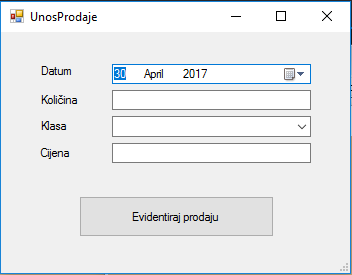 UnosProdaje
Datum 30 April 2017
Količina
Klasa
Cijena
Evidentiraj prodaju